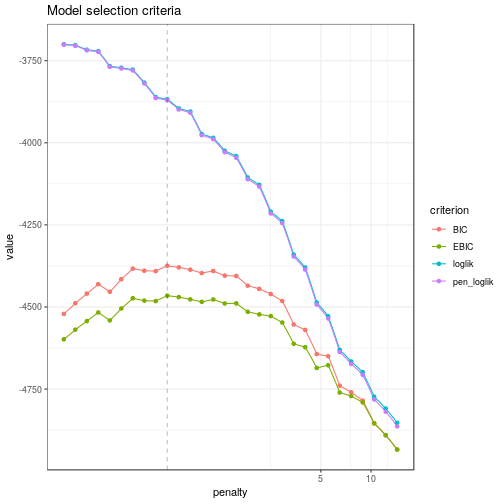 Model selection criteria
value
-3750
-4000
-4250
-4500
-4750
5
10
penalty
criterion
BIC
EBIC
loglik
pen_loglik